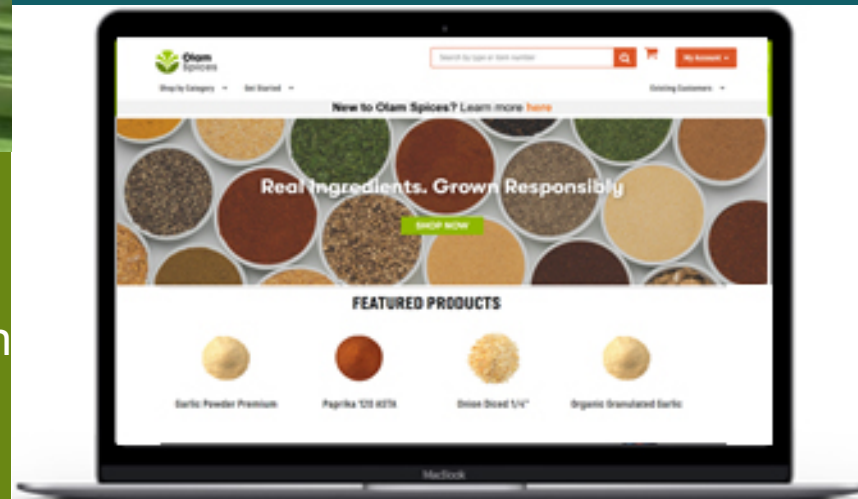 Olam
Spices
Search by type or item number
My Account
Shop by Category
Get Started
Existing Customers
New to Olam Spices? Learn more here
Real Ingredients. Grown Responsibly
SHOP NOW
FEATURED PRODUCTS
Garlic Powder Premium
Paprika 120 ASTA
Onion Diced 1/4"
Organic Granulated Garlic
MacBook